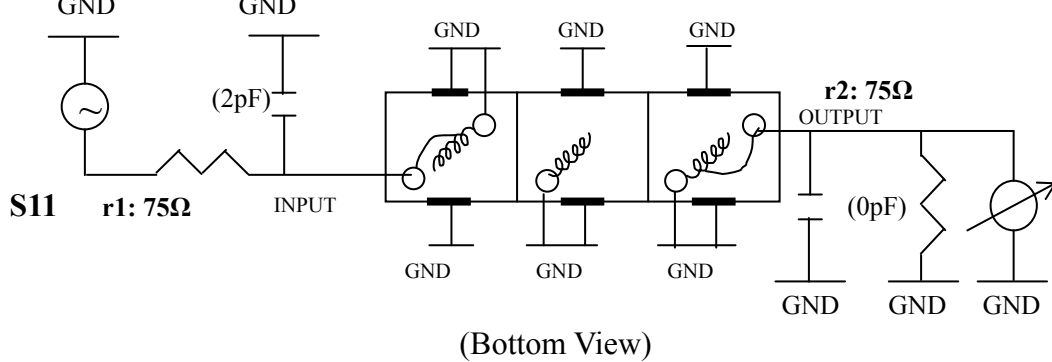 GND
GND
GND
GND
GND
(2pF)
r2: 75Ω
OUTPUT
S11
r1: 75Ω
INPUT
(0pF)
GND
GND
GND
GND
GND
GND
(Bottom View)